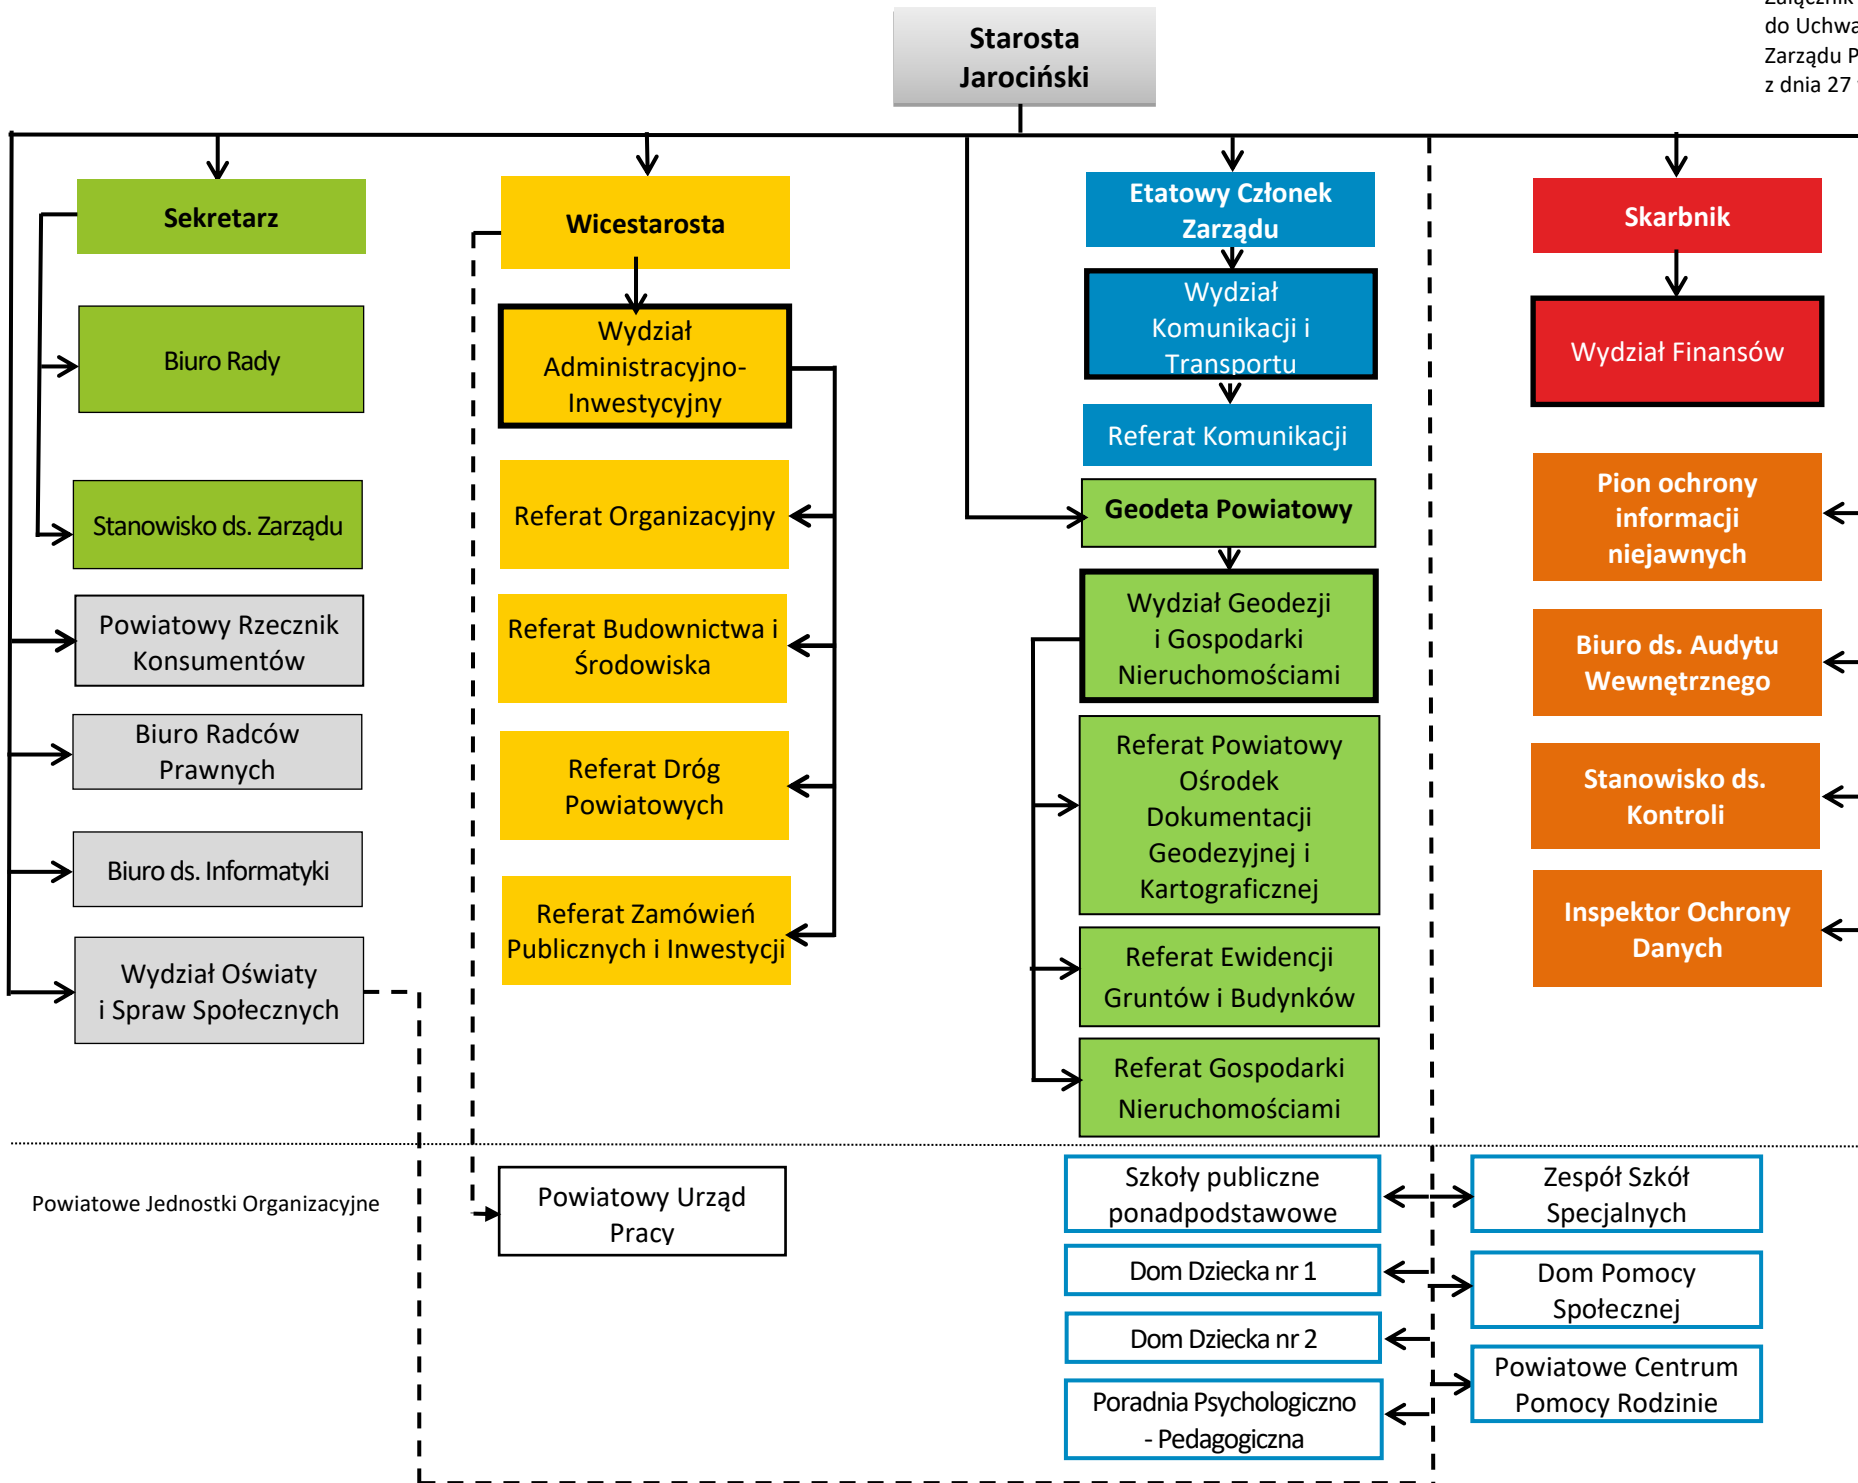 Starosta
Jarociński
do Uchwa
Zarządu P
z dnia 27
Sekretarz
Wicestarosta
Etatowy Członek
Zarządu
Skarbnik
Biuro Rady
Wydział
Administracyjno-
Inwestycyjny
Wydział
Komunikacji i
Transportu
Wydział Finansów
Referat Komunikacji
Stanowisko ds. Zarządu
Referat Organizacyjny
Geodeta Powiatowy
Pion ochrony
informacji
niejawnych
Powiatowy Rzecznik
Konsumentów
Referat Budownictwa i
Środowiska
Wydział Geodezji
i Gospodarki
Nieruchomościami
Biuro ds. Audytu
Wewnętrznego
Biuro Radców
Prawnych
Referat Dróg
Powiatowych
Referat Powiatowy
Ośrodek
Dokumentacji
Geodezyjnej i
Kartograficznej
Stanowisko ds.
Kontroli
Biuro ds. Informatyki
Referat Zamówień
Publicznych i Inwestycji
Inspektor Ochrony
Danych
Wydział Oświaty
i Spraw Społecznych
Referat Ewidencji
Gruntów i Budynków
Referat Gospodarki
Nieruchomościami
Powiatowe Jednostki Organizacyjne
Powiatowy Urząd
Pracy
Szkoły publiczne
ponadpodstawowe
Zespół Szkół
Specjalnych
Dom Dziecka nr 1
Dom Pomocy
Społecznej
Dom Dziecka nr 2
Powiatowe Centrum
Pomocy Rodzinie
Poradnia Psychologiczno
- Pedagogiczna